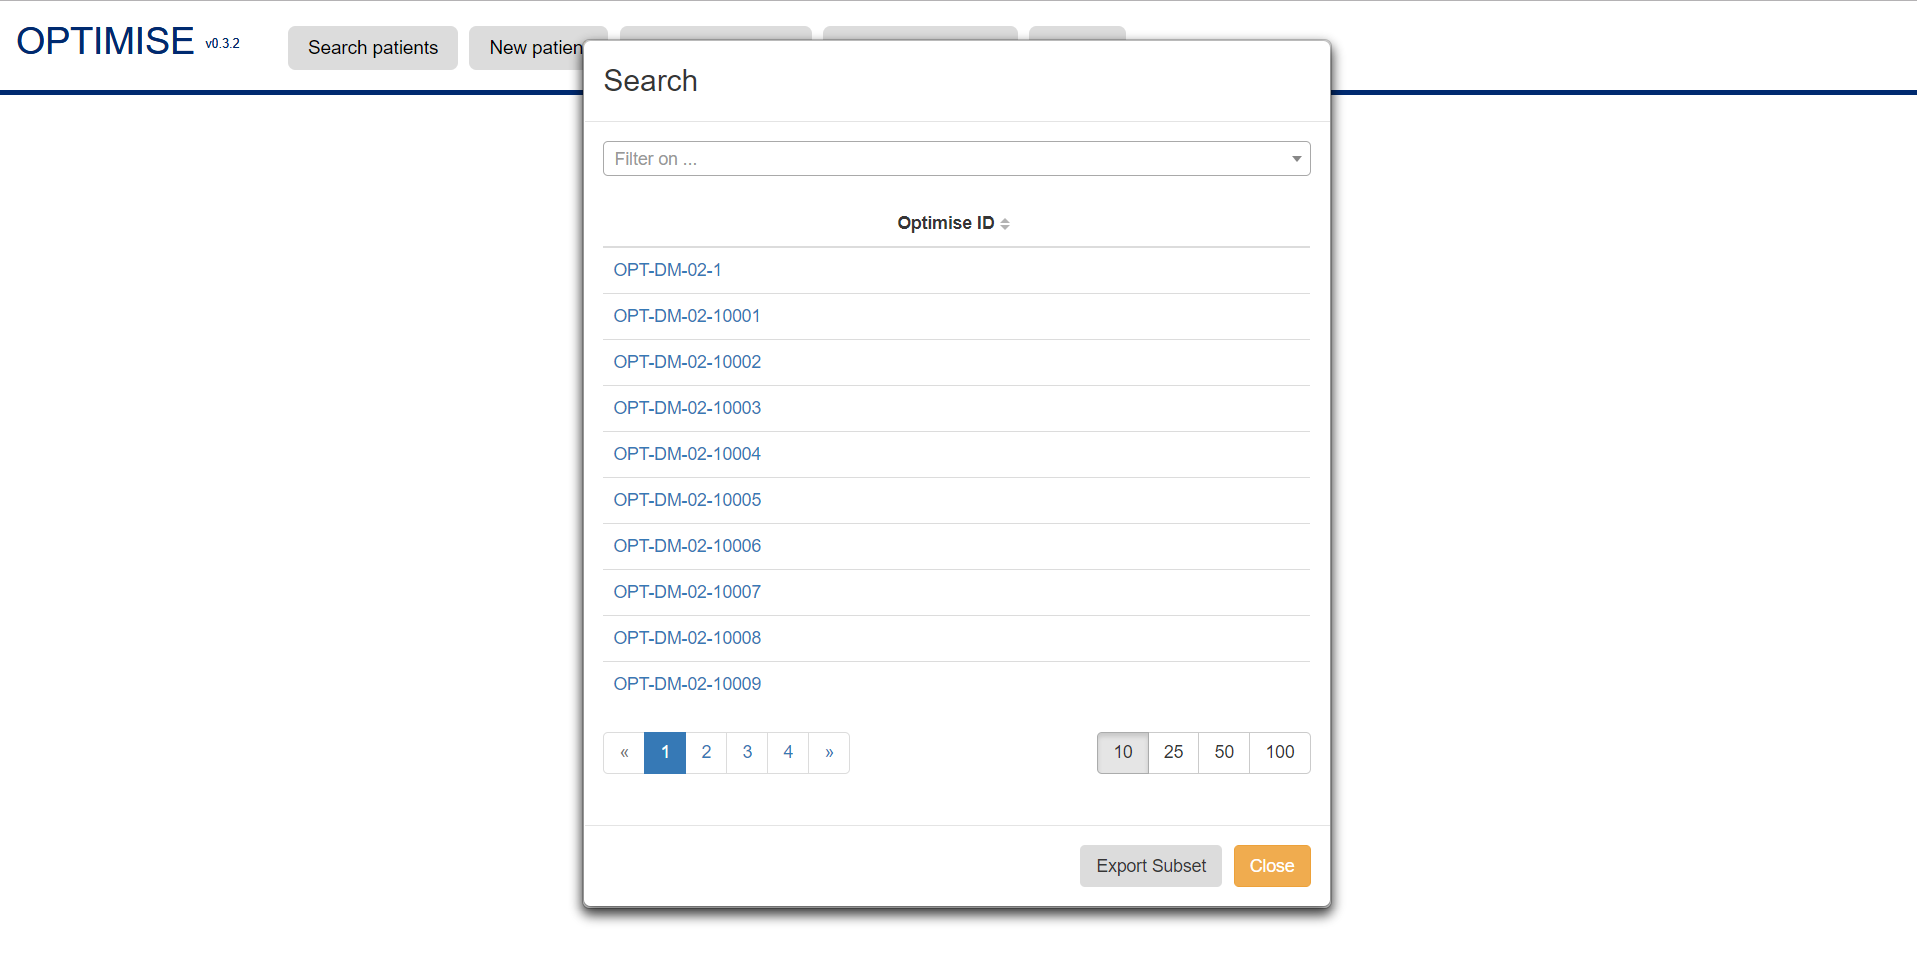 OPTIMISE v0.3.2
Search patients
New patien
Search
Filter on ...
Optimise ID
OPT-DM-02-1
OPT-DM-02-10001
OPT-DM-02-10002
OPT-DM-02-10003
OPT-DM-02-10004
OPT-DM-02-10005
OPT-DM-02-10006
OPT-DM-02-10007
OPT-DM-02-10008
OPT-DM-02-10009
« 1 2 3 4 »
10 25 50 100
Export Subset
Close